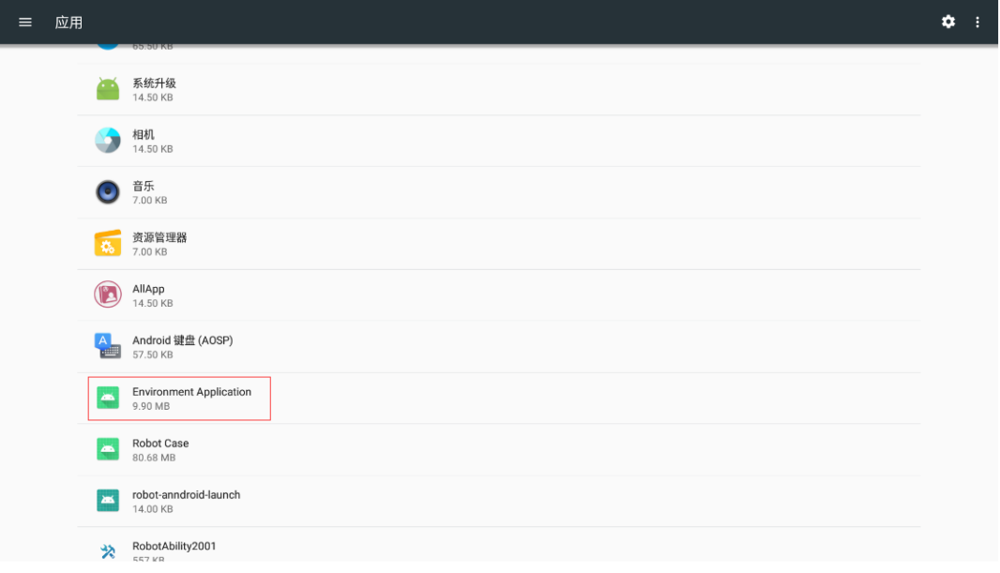 应用
65.50 KB
系统升级
14.50 KB
相机
14.50 KB
音乐
7.00 KB
资源管理器
7.00 KB
AllApp
14.50 KB
Android 键盘 (AOSP)
57.50 KB
Environment Application
9.90 MB
Robot Case
80.68 MB
robot-anndroid-launch
14.00 KB
RobotAbility2001
557 KB